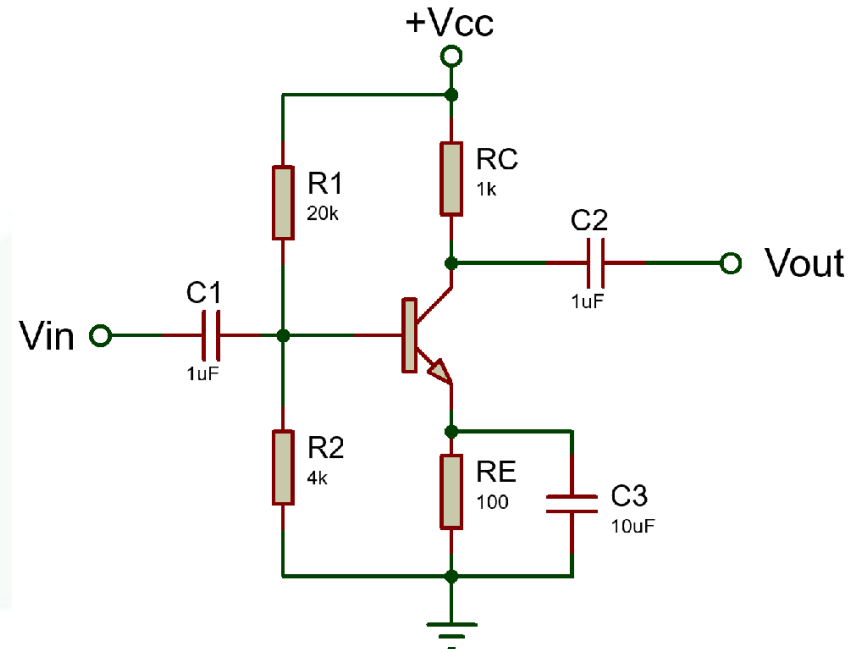 +Vcc
R1
20k
RC
1k
C2
1uF
Vout
C1
1uF
Vin
R2
4k
RE
100
C3
10uF